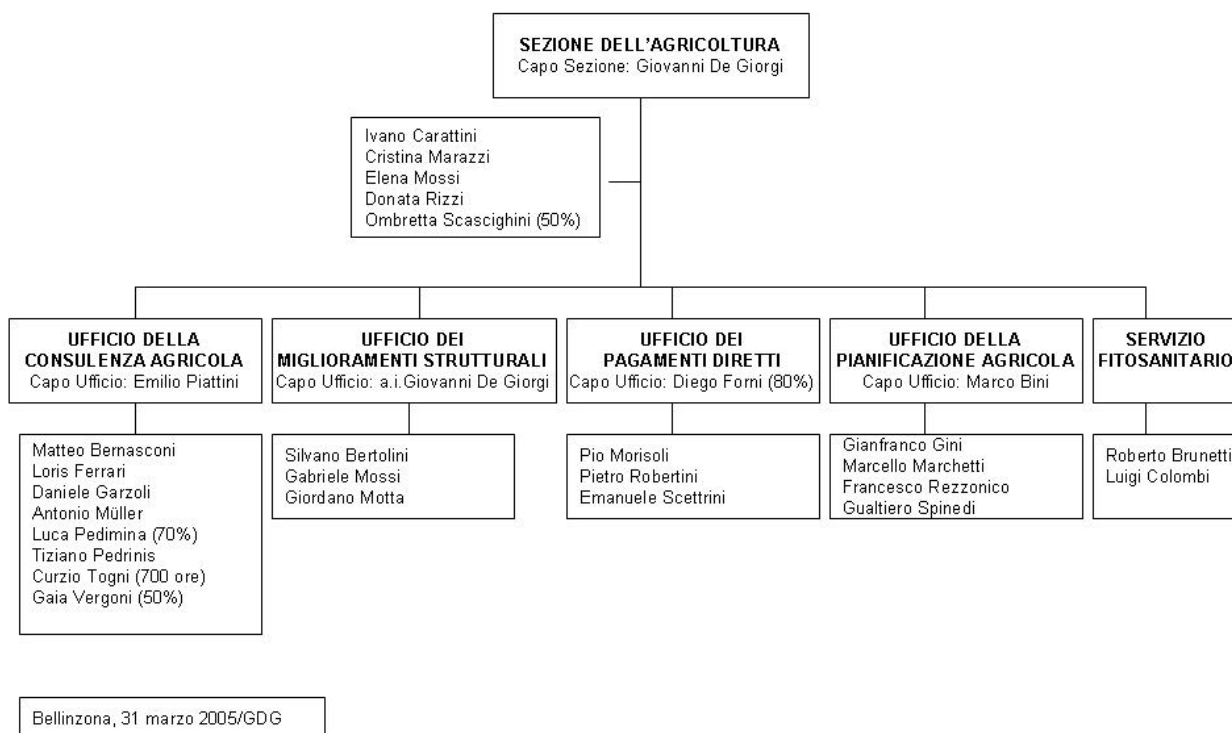 SEZIONE DELL'AGRICOLTURA
Capo Sezione: Giovanni De Giorgi
Ivano Carattini
Cristina Marazzi
Elena Mossi
Donata Rizzi
Ombretta Scascighini (50%)
UFFICIO DELLA
CONSULENZA AGRICOLA
Capo Ufficio: Emilio Piattini
Matteo Bernasconi
Loris Ferrari
Daniele Garzoli
Antonio Müller
Luca Pedimina (70%)
Tiziano Pedrinis
Curzio Togni (700 ore)
Gaia Vergoni (50%)
UFFICIO DEI
MIGLIORAMENTI STRUTTURALI
Capo Ufficio: a.i.Giovanni De Giorgi
Silvano Bertolini
Gabriele Mossi
Giordano Motta
UFFICIO DEI
PAGAMENTI DIRETTI
Capo Ufficio: Diego Forni (80%)
Pio Morisoli
Pietro Robertini
Emanuele Scettrini
UFFICIO DELLA
PIANIFICAZIONE AGRICOLA
Capo Ufficio: Marco Bini
Gianfranco Gini
Marcello Marchetti
Francesco Rezzonico
Gualtiero Spinedi
SERVIZIO
FITOSANITARIO
Roberto Brunetti
Luigi Colombi
Bellinzona, 31 marzo 2005/GDG